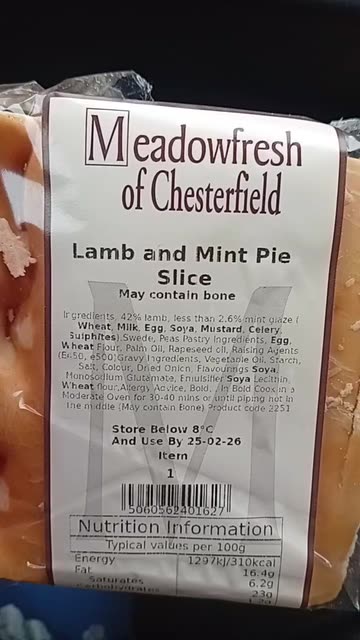 Meadowfresh
of Chesterfield
Lamb and Mint Pie
Slice
May contain bone
Ingredients, 42% lamb, less than 2.6% mint glaze (
Wheat, Milk, Egg, Soya, Mustard, Celery,
Sulphites) Swede, Peas Pastry Ingredients, Egg,
Wheat Flour, Palm Oil, Rapeseed oil, Raising Agents
(E450, e500)Gravy Ingredients, Vegetable Oil, Starch,
Salt, Colour, Dried Onion, Flavourings Soya,
Monosodium Glutamate, Emulsifier Soya Lecithin,
Wheat flour,Allergy Advice, Bold, /In Bold Cook in a
Moderate Oven for 30-40 mins or until piping hot in
the middle (May contain Bone) Product code 2251
Store Below 8°C
And Use By 25-02-26
Item
1
5060562401627
Nutrition Information
Typical values per 100g
Energy 1297kJ/310kcal
Fat 16.4g
Saturates 6.2g
Carbohydrates 23g